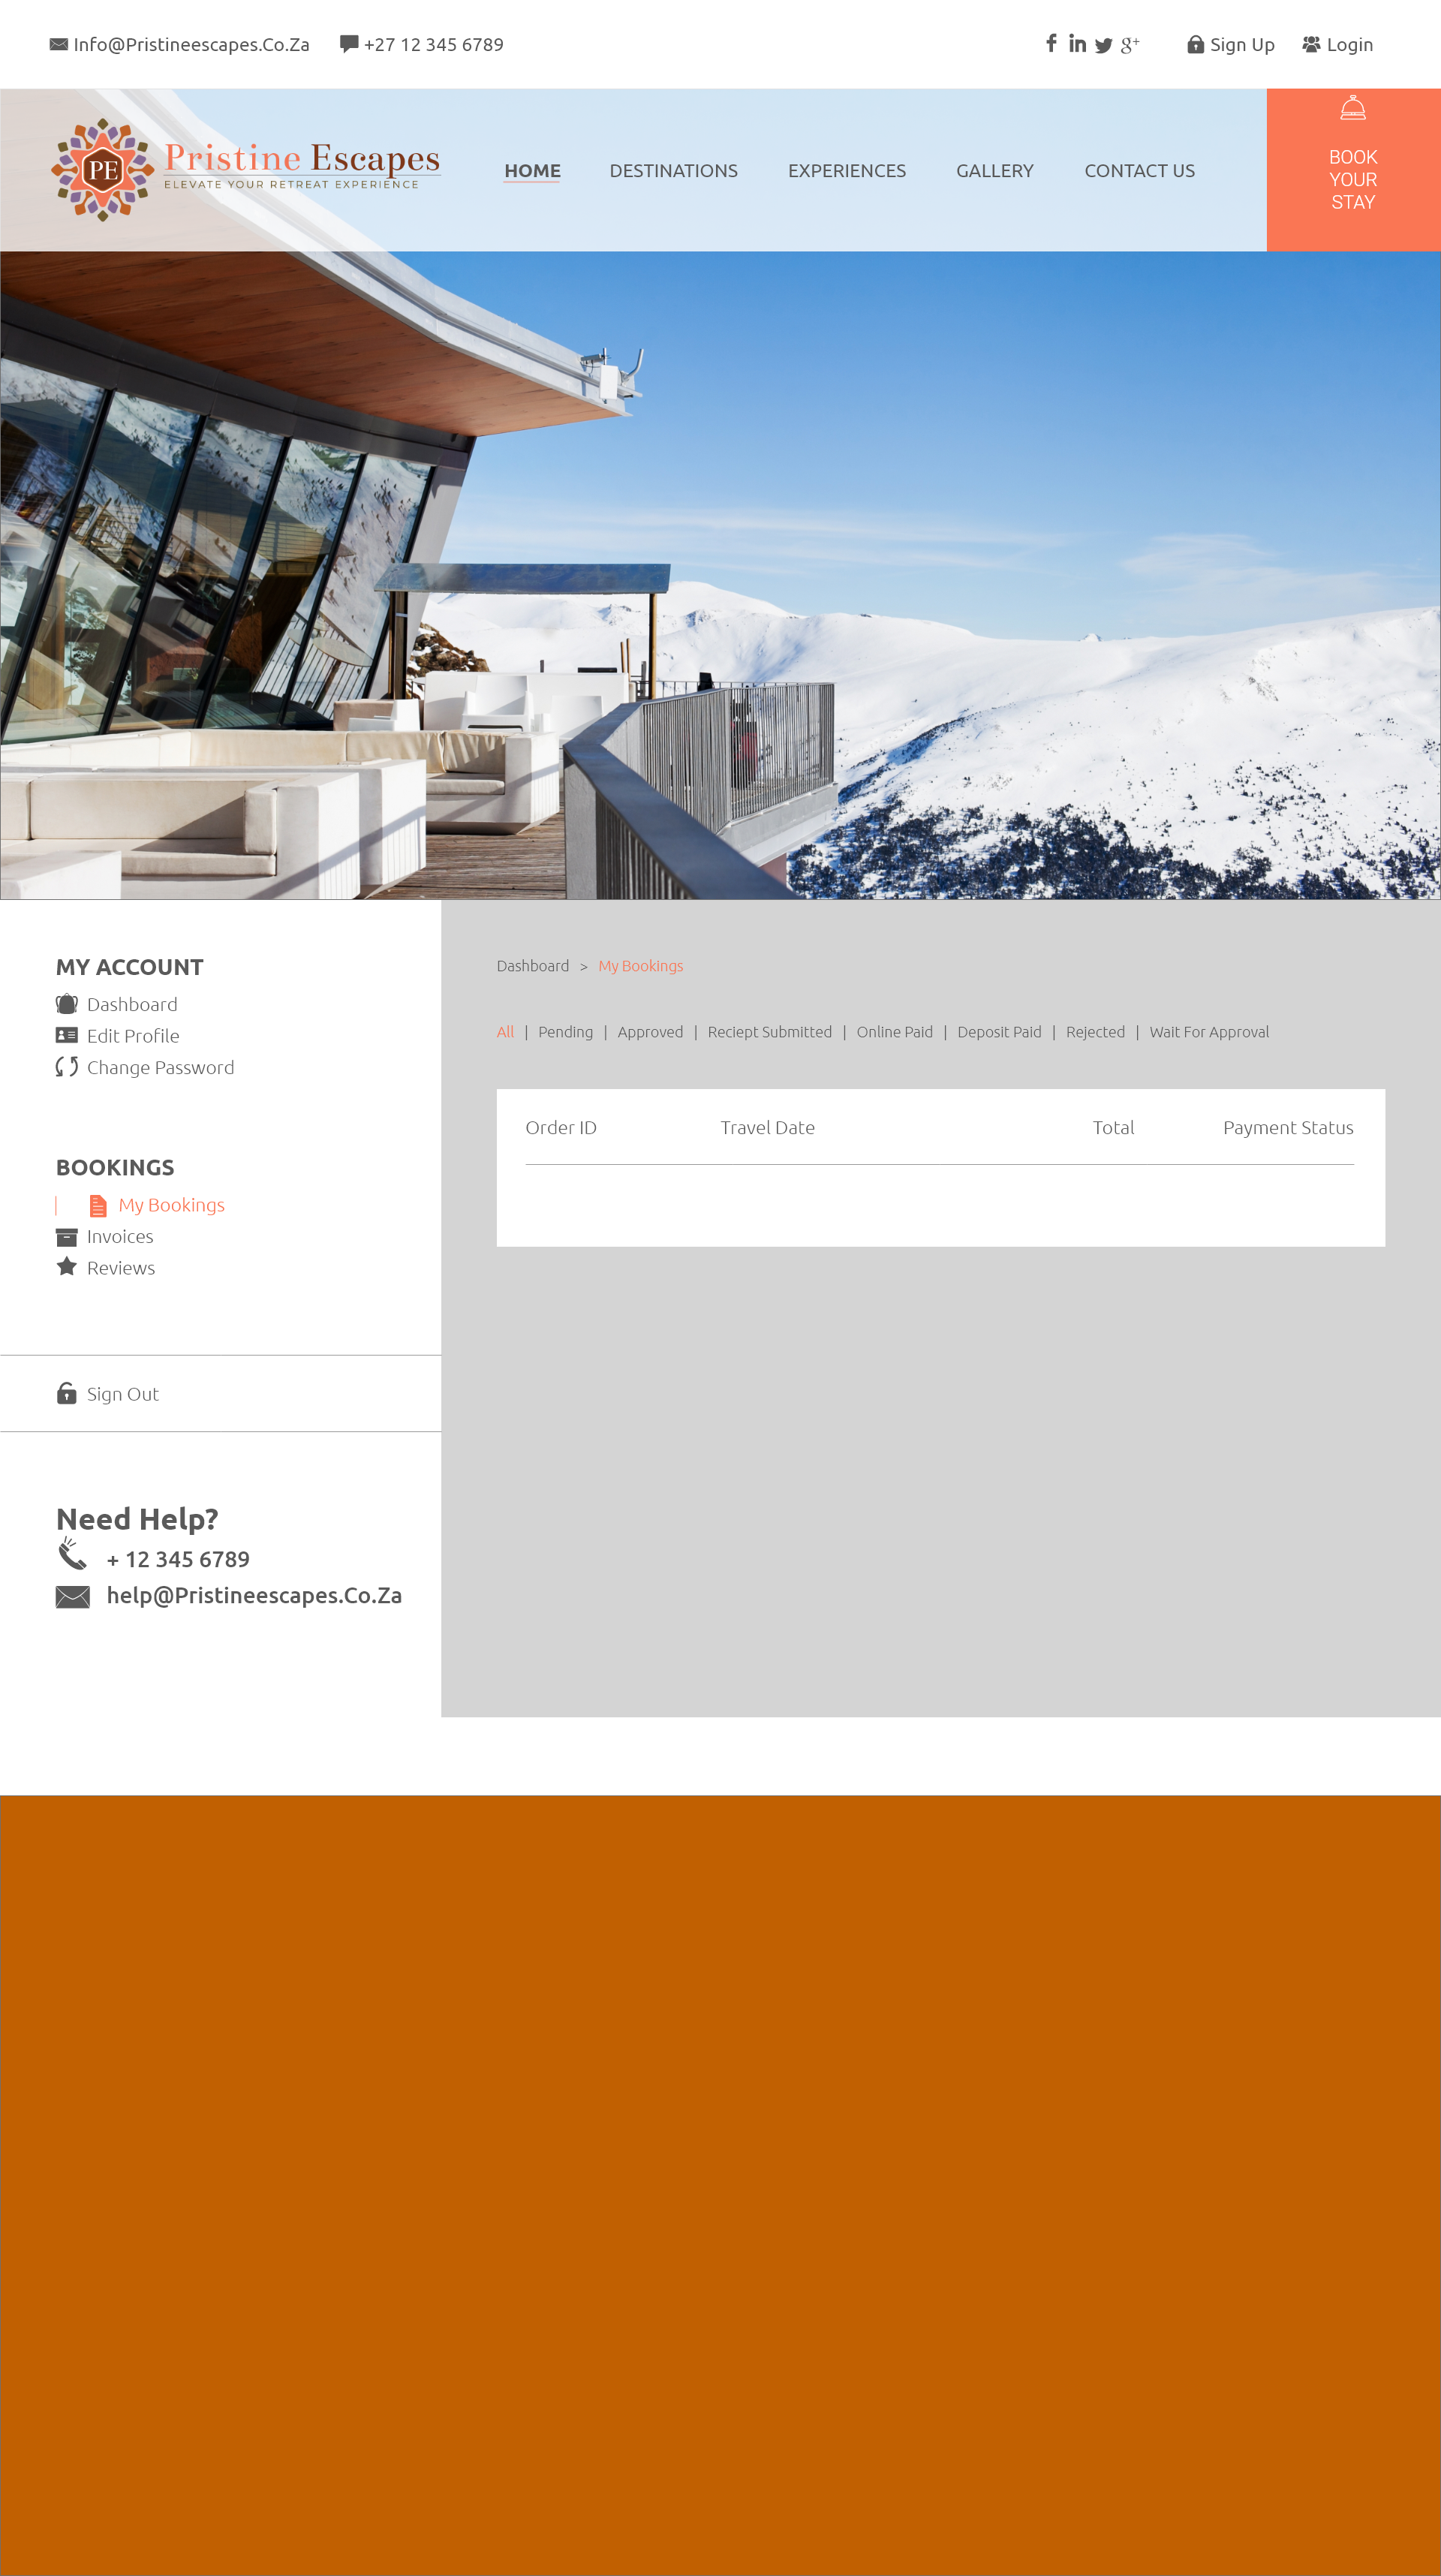 Info@Pristineescapes.Co.Za +27 12 345 6789 Sign Up Login
PE
Pristine Escapes
ELEVATE YOUR RETREAT EXPERIENCE
HOME DESTINATIONS EXPERIENCES GALLERY CONTACT US
BOOK
YOUR
STAY
MY ACCOUNT
Dashboard
Edit Profile
Change Password
BOOKINGS
My Bookings
Invoices
Reviews
Sign Out
Need Help?
+ 12 345 6789
help@Pristineescapes.Co.Za
Dashboard > My Bookings
All | Pending | Approved | Reciept Submitted | Online Paid | Deposit Paid | Rejected | Wait For Approval
Order ID Travel Date Total Payment Status